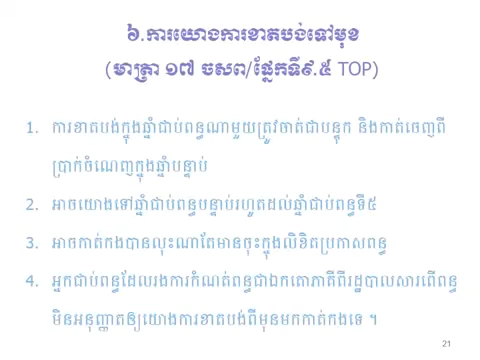 ៦.ការយោងការខាតបង់ទៅមុខ
(មាត្រា ១៧ ចសព/ផ្នែកទី៩.៥ TOP)
1. ការខាតបង់ក្នុងឆ្នាំជាប់ពន្ធណាមួយត្រូវចាត់ជាបន្ទុក និងកាត់ចេញពី
ប្រាក់ចំណេញក្នុងឆ្នាំបន្ទាប់
2. អាចយោងទៅឆ្នាំជាប់ពន្ធបន្ទាប់រហូតដល់ឆ្នាំជាប់ពន្ធទី៥
3. អាចកាត់កងបានលុះណាតែមានចុះក្នុងលិខិតប្រកាសពន្ធ
4. អ្នកជាប់ពន្ធដែលរងការកំណត់ពន្ធជាឯកតោភាគីពីរដ្ឋបាលសារពើពន្ធ
មិនអនុញ្ញាតឲ្យយោងការខាតបង់ពីមុនមកកាត់កងទេ ។
21